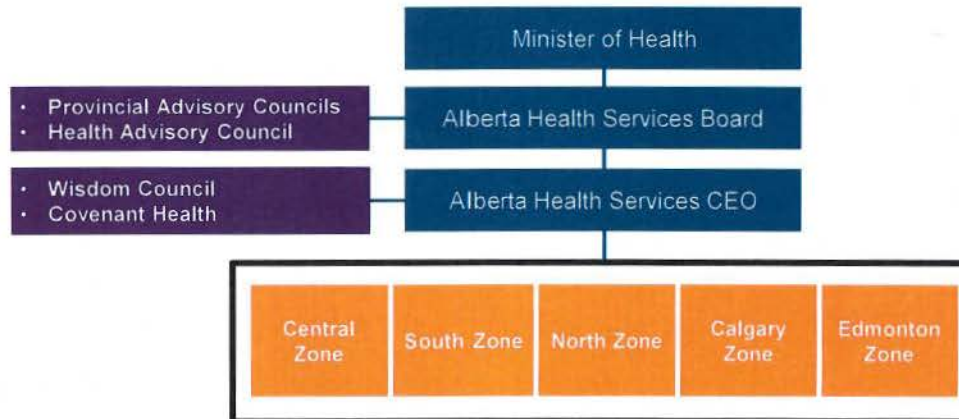 Minister of Health
• Provincial Advisory Councils
• Health Advisory Council
Alberta Health Services Board
• Wisdom Council
• Covenant Health
Alberta Health Services CEO
Central
Zone
South Zone
North Zone
Calgary
Zone
Edmonton
Zone